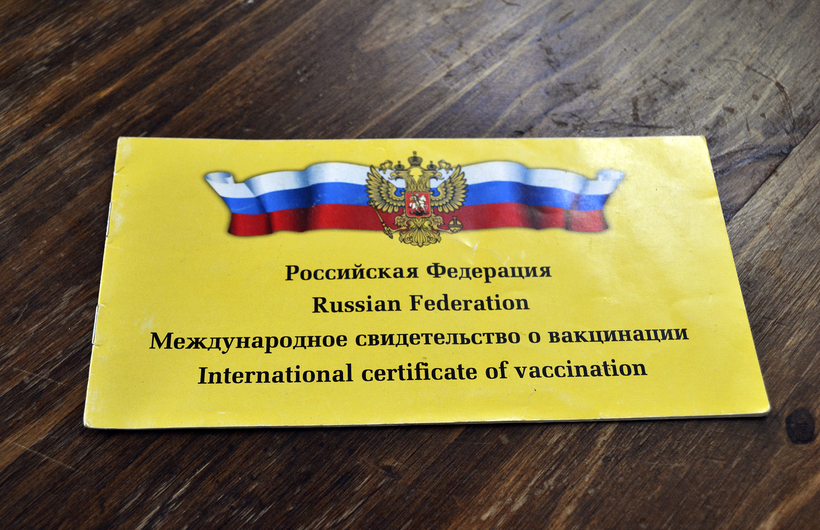 Российская Федерация
Russian Federation
Международное свидетельство о вакцинации
International certificate of vaccination